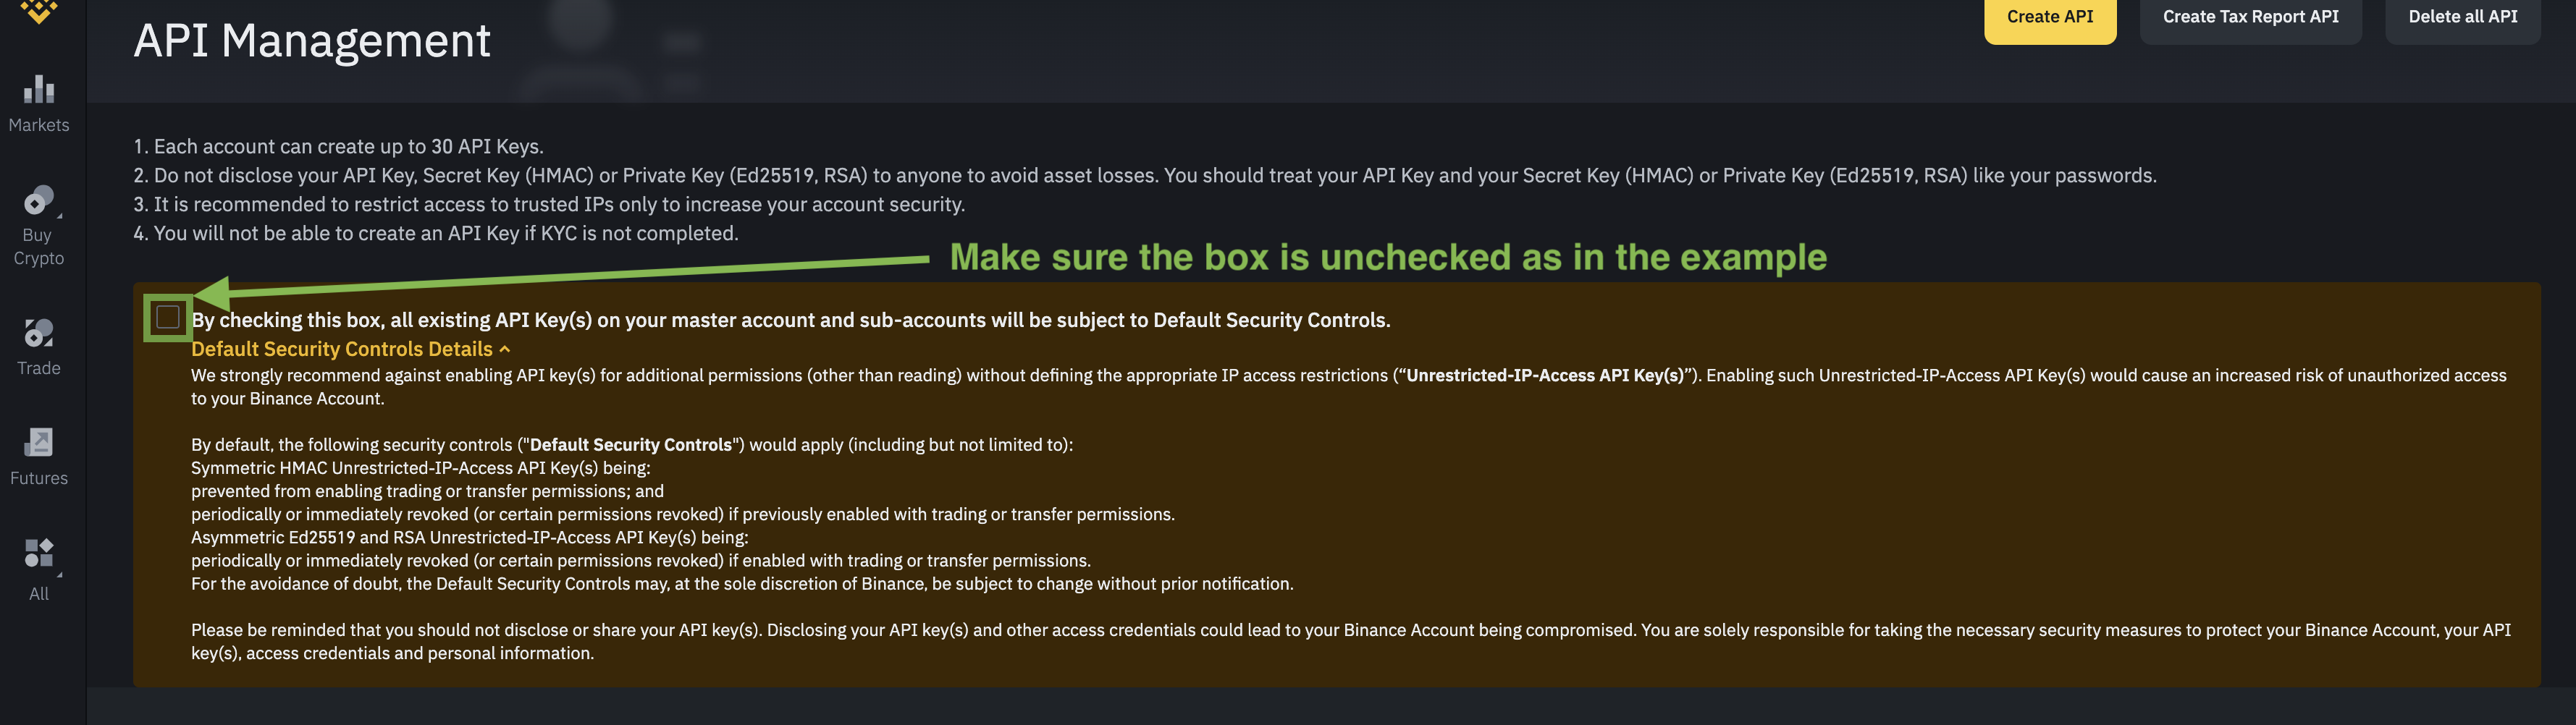 API Management
Create API
Create Tax Report API
Delete all API
Markets
Buy
Crypto
Trade
Futures
All
1. Each account can create up to 30 API Keys.
2. Do not disclose your API Key, Secret Key (HMAC) or Private Key (Ed25519, RSA) to anyone to avoid asset losses. You should treat your API Key and your Secret Key (HMAC) or Private Key (Ed25519, RSA) like your passwords.
3. It is recommended to restrict access to trusted IPs only to increase your account security.
4. You will not be able to create an API Key if KYC is not completed.
Make sure the box is unchecked as in the example
By checking this box, all existing API Key(s) on your master account and sub-accounts will be subject to Default Security Controls.
Default Security Controls Details
We strongly recommend against enabling API key(s) for additional permissions (other than reading) without defining the appropriate IP access restrictions (“Unrestricted-IP-Access API Key(s)”). Enabling such Unrestricted-IP-Access API Key(s) would cause an increased risk of unauthorized access
to your Binance Account.
By default, the following security controls ("Default Security Controls") would apply (including but not limited to):
Symmetric HMAC Unrestricted-IP-Access API Key(s) being:
prevented from enabling trading or transfer permissions; and
periodically or immediately revoked (or certain permissions revoked) if previously enabled with trading or transfer permissions.
Asymmetric Ed25519 and RSA Unrestricted-IP-Access API Key(s) being:
periodically or immediately revoked (or certain permissions revoked) if enabled with trading or transfer permissions.
For the avoidance of doubt, the Default Security Controls may, at the sole discretion of Binance, be subject to change without prior notification.
Please be reminded that you should not disclose or share your API key(s). Disclosing your API key(s) and other access credentials could lead to your Binance Account being compromised. You are solely responsible for taking the necessary security measures to protect your Binance Account, your API
key(s), access credentials and personal information.